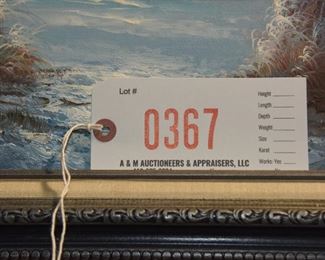 Lot #
0367
Height
Length
Depth
Weight
Size
Karat
Works: Yes
A & M AUCTIONEERS & APPRAISERS, LLC